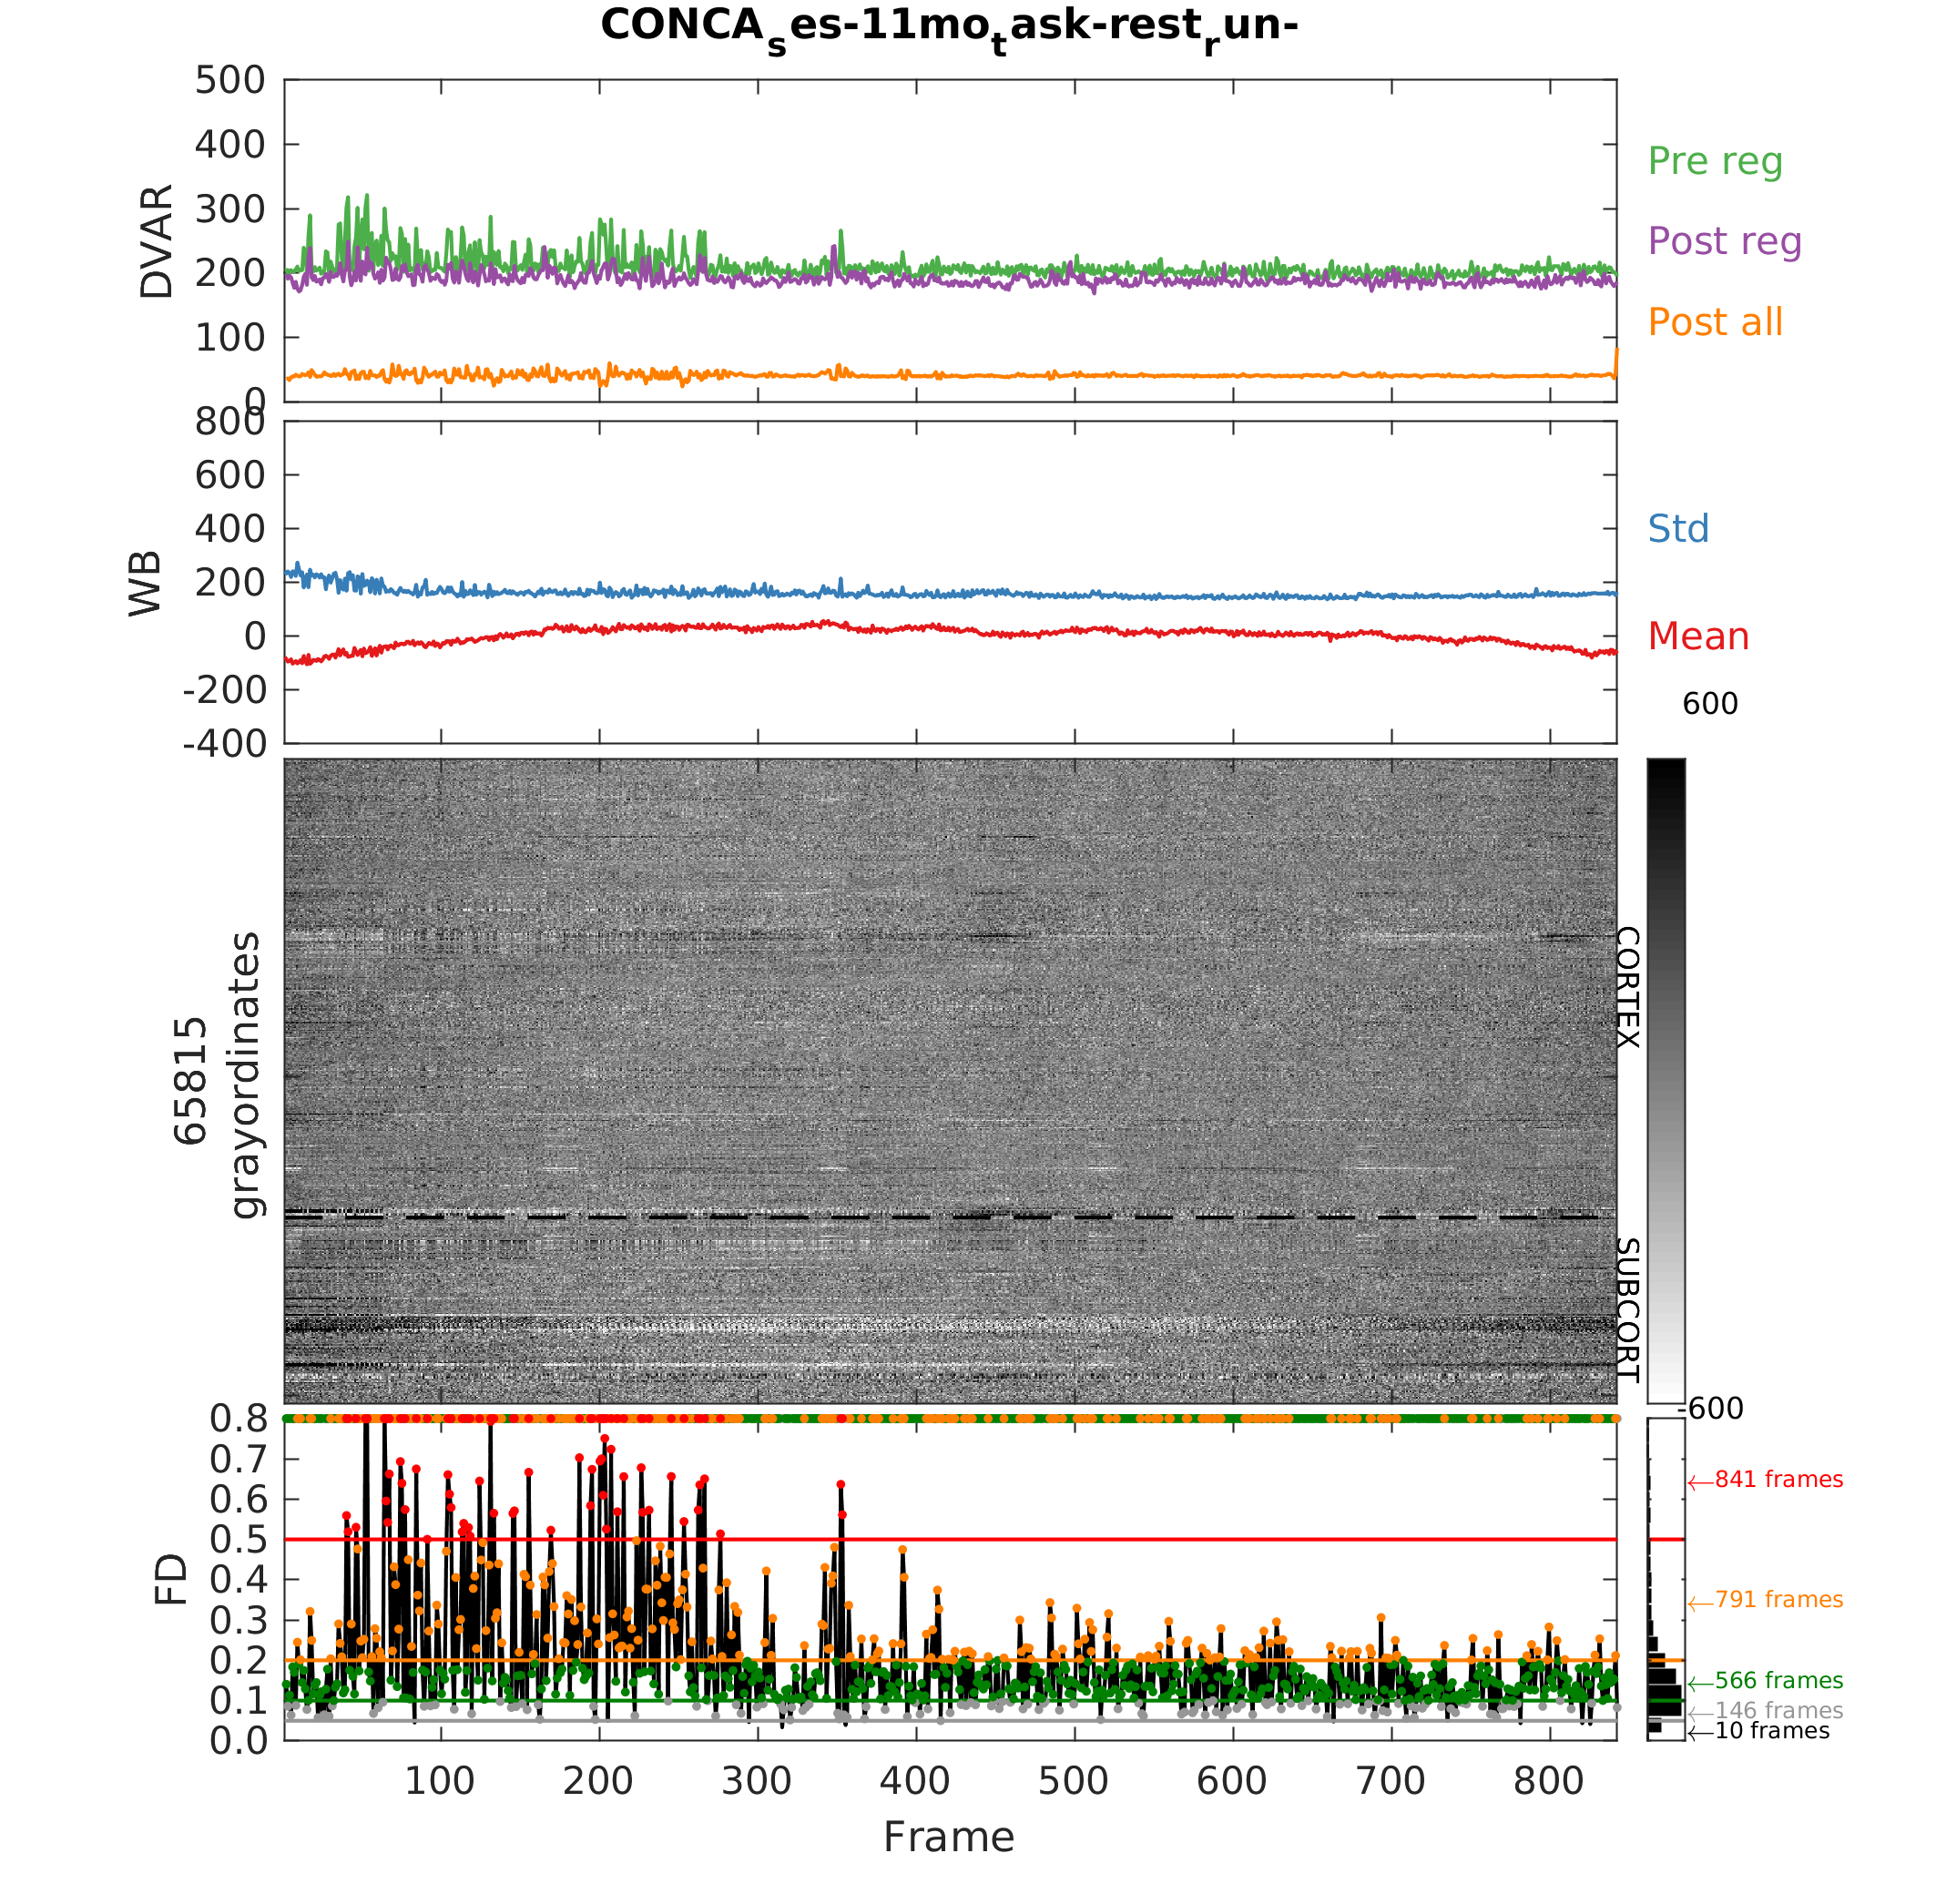 CONCAses-11motask-restrun-
500
400
300
200
100
0
DVAR
Pre reg
Post reg
Post all
800
600
400
200
0
-200
-400
WB
Std
Mean
600
65815
grayordinates
CORTEX
SUBCORT
-600
0.8
0.7
0.6
0.5
0.4
0.3
0.2
0.1
0.0
FD
←841 frames
←791 frames
←566 frames
←146 frames
←10 frames
100 200 300 400 500 600 700 800
Frame